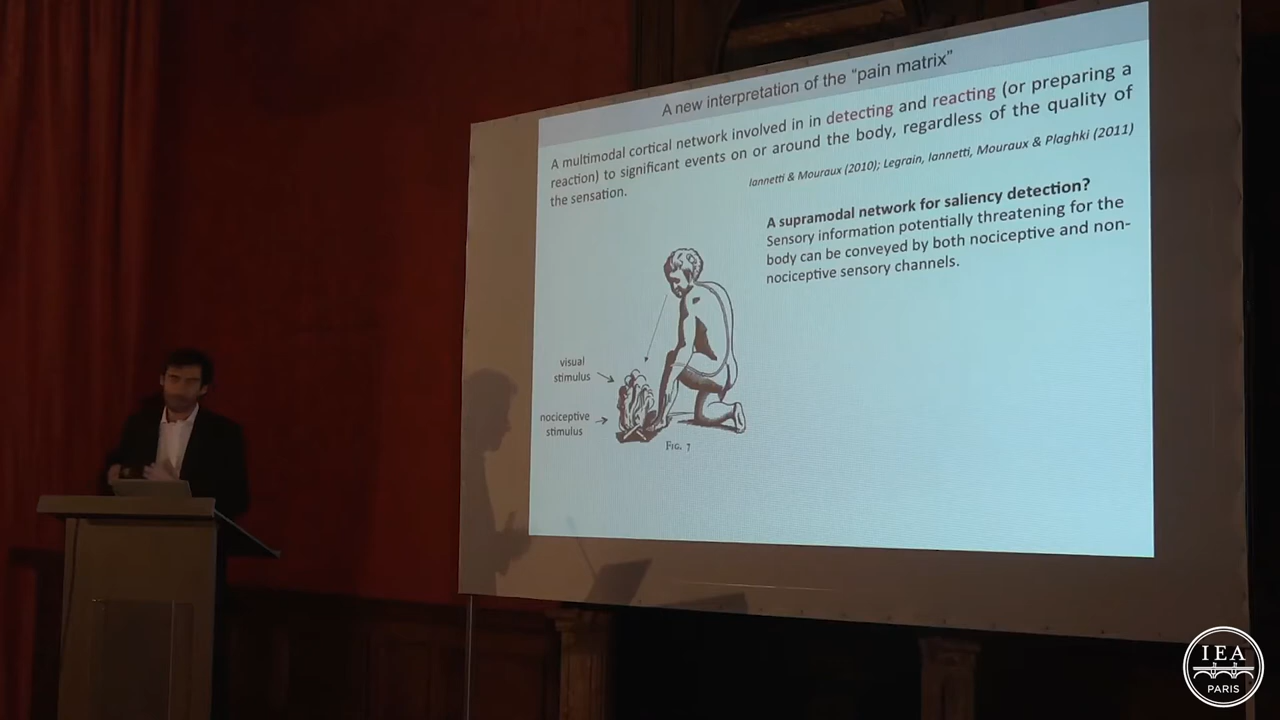 A new interpretation of the “pain matrix”
A multimodal cortical network involved in in detecting and reacting (or preparing a
reaction) to significant events on or around the body, regardless of the quality of
the sensation.
Iannetti & Mouraux (2010); Legrain, Iannetti, Mouraux & Plaghki (2011)
A supramodal network for saliency detection?
Sensory information potentially threatening for the
body can be conveyed by both nociceptive and non-
nociceptive sensory channels.
visual
stimulus
nociceptive
stimulus
FIG. 7
IEA
PARIS